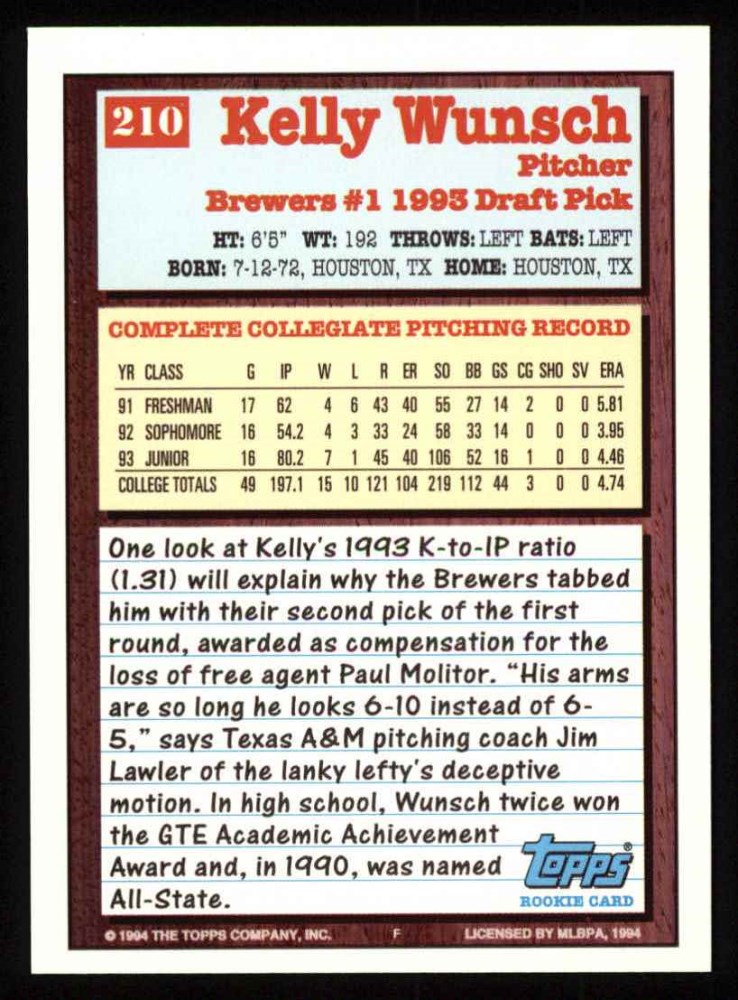 210 Kelly Wunsch
Pitcher
Brewers #1 1993 Draft Pick
HT: 6'5" WT: 192 THROWS: LEFT BATS: LEFT
BORN: 7-12-72, HOUSTON, TX HOME: HOUSTON, TX
COMPLETE COLLEGIATE PITCHING RECORD
YR CLASS G IP W L R ER SO BB GS CG SHO SV ERA
91 FRESHMAN 17 62 4 6 43 40 55 27 14 2 0 0 5.81
92 SOPHOMORE 16 54.2 4 3 33 24 58 33 14 0 0 0 3.95
93 JUNIOR 16 80.2 7 1 45 40 106 52 16 1 0 0 4.46
COLLEGE TOTALS 49 197.1 15 10 121 104 219 112 44 3 0 0 4.74
One look at Kelly's 1993 K-to-IP ratio
(1.31) will explain why the Brewers tabbed
him with their second pick of the first
round, awarded as compensation for the
loss of free agent Paul Molitor. “His arms
are so long he looks 6-10 instead of 6-
5,” says Texas A&M pitching coach Jim
Lawler of the lanky lefty's deceptive
motion. In high school, Wunsch twice won
the GTE Academic Achievement
Award and, in 1990, was named
All-State.
Topps®
ROOKIE CARD
© 1994 THE TOPPS COMPANY, INC. F LICENSED BY MLBPA, 1994